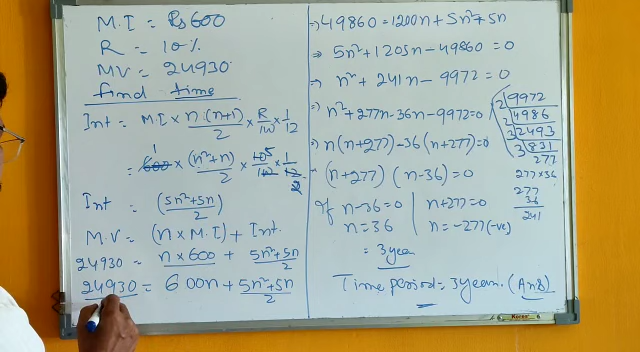 M.I = Rs 600
R = 10%
MV = 24930
find time
Int = M.I × n(n+1)/2 × R/100 × 1/12
= 600 × (n²+n)/2 × 10/100 × 1/12
Int = (5n²+5n)/2
M.V = (n × M.I) + Int.
24930 = n × 600 + 5n²+5n/2
24930 = 600n + 5n²+5n/2
⇒ 49860 = 1200n + 5n²+5n
⇒ 5n² + 1205n - 49860 = 0
⇒ n² + 241n - 9972 = 0
⇒ n² + 277n - 36n - 9972 = 0
⇒ n(n+277) - 36(n+277) = 0
(n+277) (n-36) = 0
If n-36 = 0 | n+277 = 0
n = 36 | n = -277 (-ve)
= 3 year
Time period = 3 year. (Ans)
2 9972
2 4986
3 2493
3 831
277
277 × 36
277
36
241